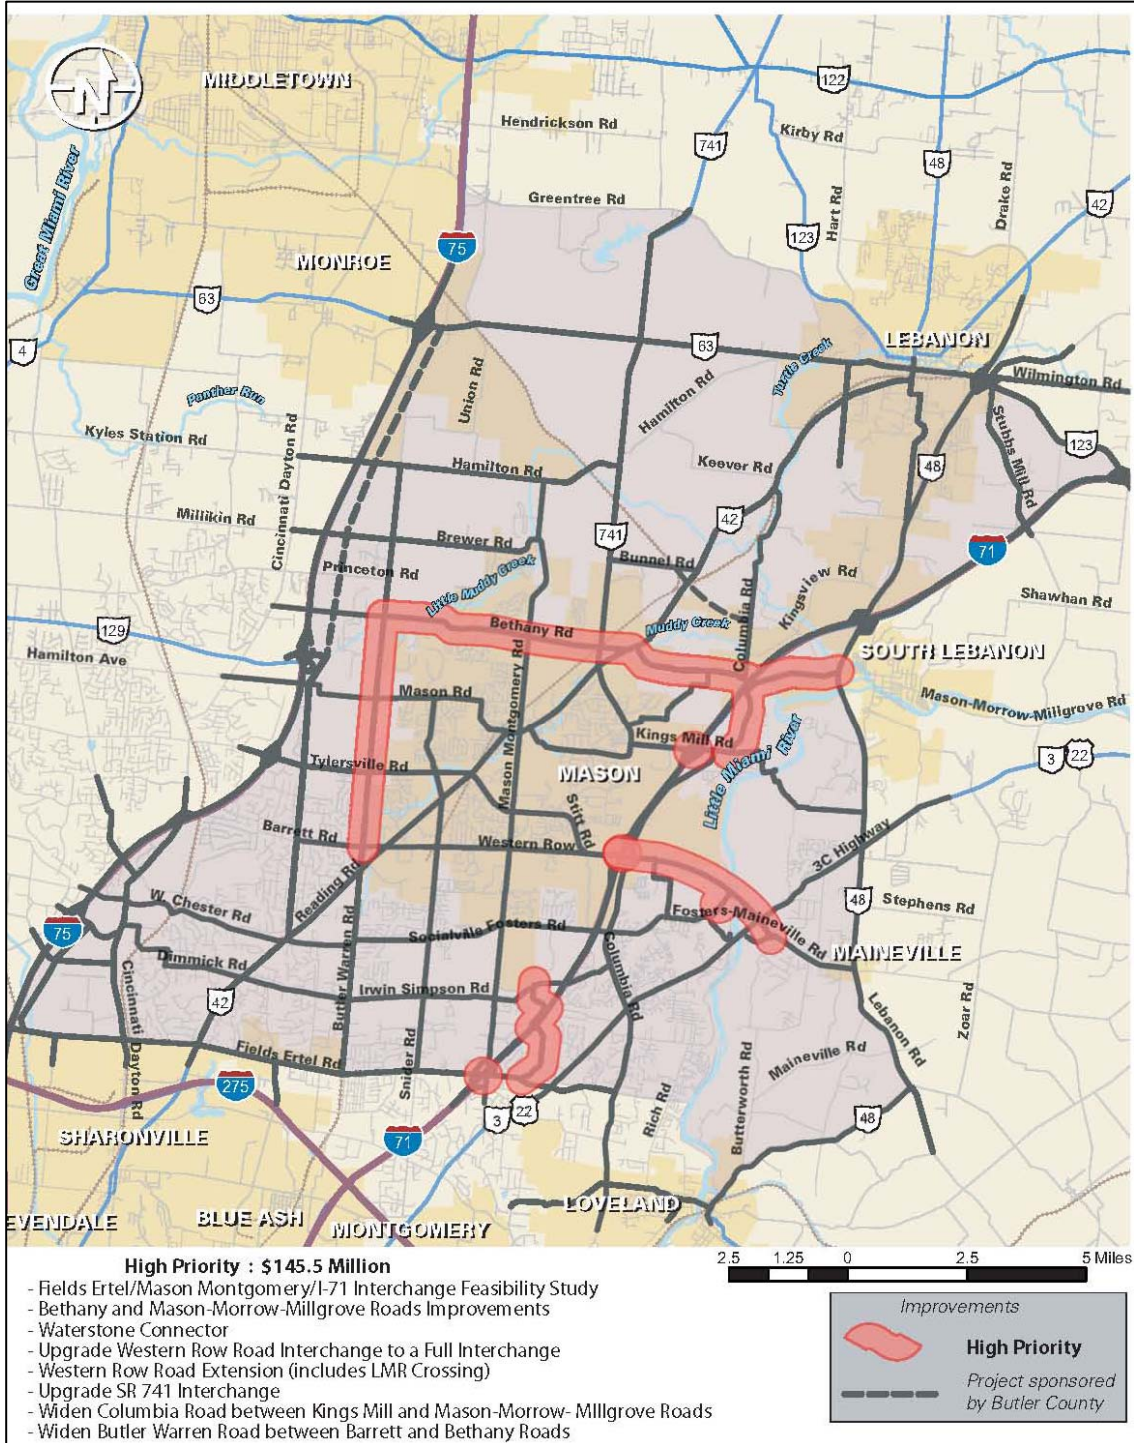 N
MIDDLETOWN
122
Hendrickson Rd
Kirby Rd
741
48
Great Miami River
Greentree Rd
Hart Rd
Drake Rd
42
123
75
MONROE
63
4
63
LEBANON
Turtle Creek
Wilmington Rd
Union Rd
Panther Run
Hamilton Rd
Stubbs Mill Rd
Kyles Station Rd
Cincinnati Dayton Rd
Hamilton Rd
Keever Rd
48
123
Millikin Rd
42
741
Brewer Rd
Bunnel Rd
71
Princeton Rd
Little Muddy Creek
Columbia Rd
Kingsview Rd
Shawhan Rd
129
Bethany Rd
Muddy Creek
Hamilton Ave
SOUTH LEBANON
Mason Montgomery Rd
Mason Rd
Mason-Morrow-Millgrove Rd
Kings Mill Rd
Little Miami River
3
22
Tylersville Rd
MASON
Stitt Rd
Barrett Rd
Western Row
3C Highway
Reading Rd
W. Chester Rd
48
Stephens Rd
Fosters-Maineville Rd
75
Socialville Fosters Rd
MAINEVILLE
Dimmick Rd
Butler Warren Rd
Columbia Rd
Cincinnati Dayton Rd
42
Irwin Simpson Rd
Lebanon Rd
Zoar Rd
Fields Ertel Rd
Snider Rd
Maineville Rd
275
Butterworth Rd
Rich Rd
3
22
48
SHARONVILLE
71
LOVELAND
EVENDALE
BLUE ASH
MONTGOMERY
High Priority : $145.5 Million
2.5 1.25 0 2.5 5 Miles
- Fields Ertel/Mason Montgomery/I-71 Interchange Feasibility Study
- Bethany and Mason-Morrow-Millgrove Roads Improvements
- Waterstone Connector
- Upgrade Western Row Road Interchange to a Full Interchange
- Western Row Road Extension (includes LMR Crossing)
- Upgrade SR 741 Interchange
- Widen Columbia Road between Kings Mill and Mason-Morrow- MIllgrove Roads
- Widen Butler Warren Road between Barrett and Bethany Roads
Improvements
High Priority
Project sponsored
by Butler County